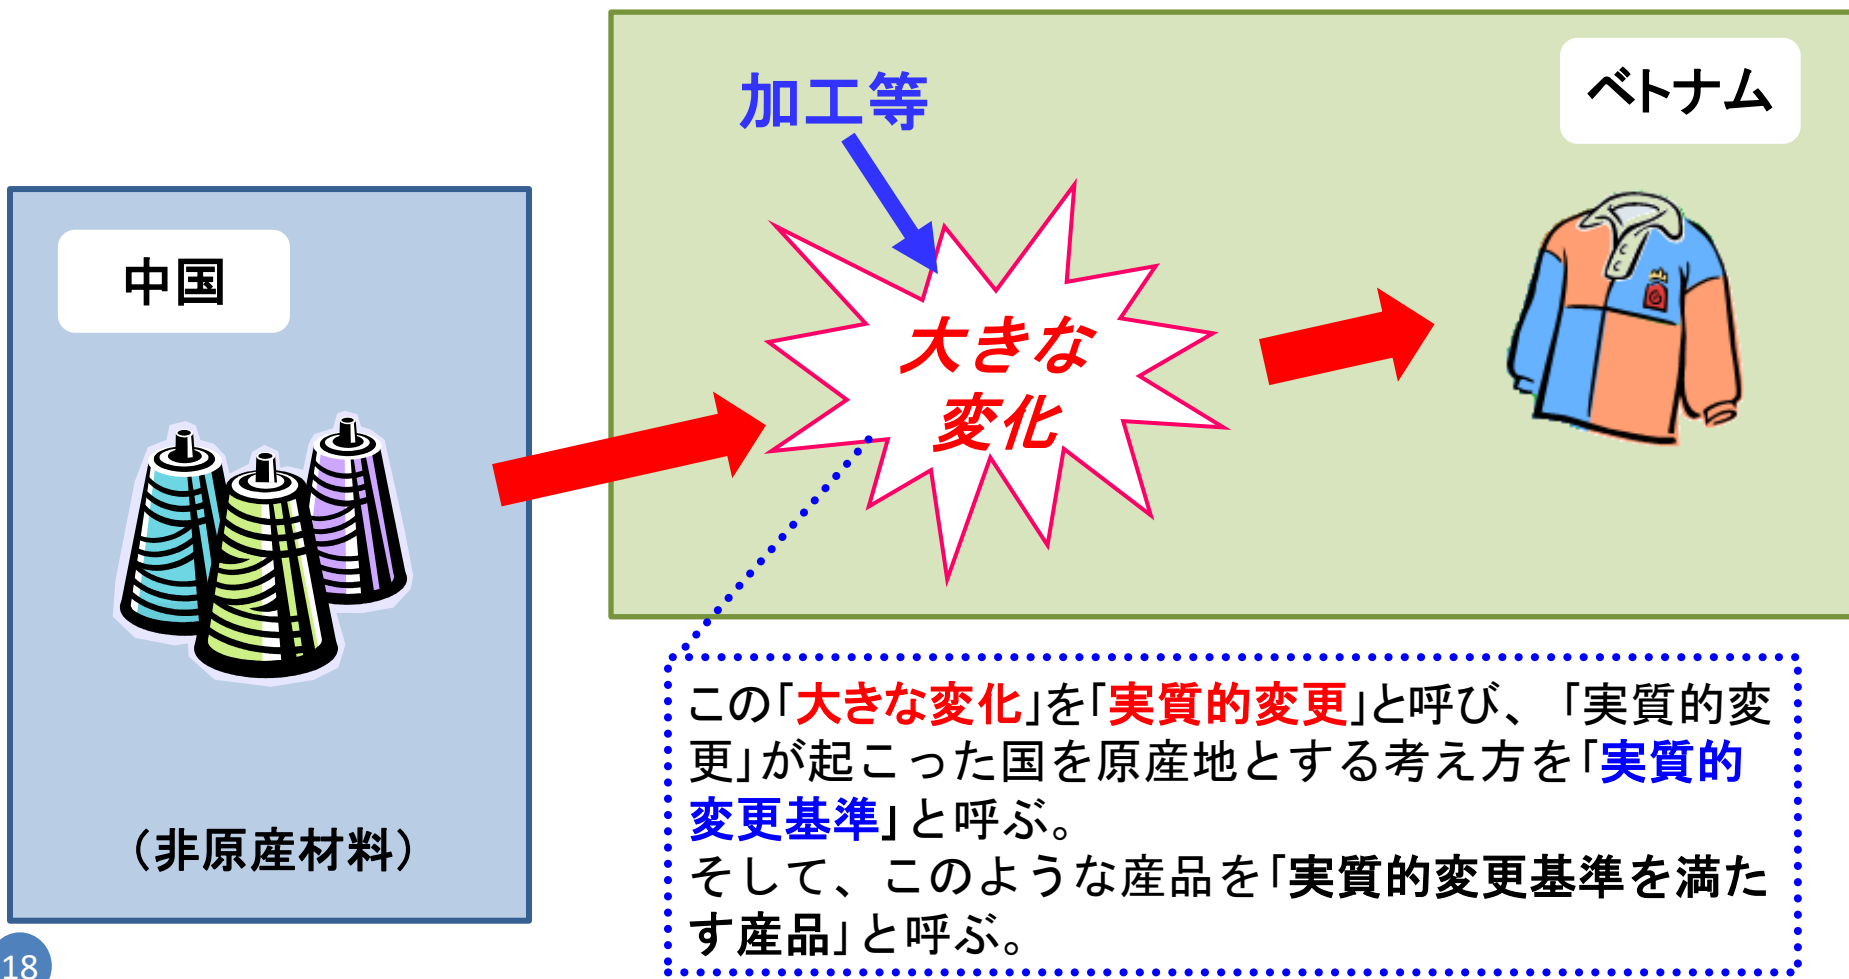 加工等
ベトナム
中国
大きな
変化
(非原産材料)
この「大きな変化」を「実質的変更」と呼び、「実質的変
更」が起こった国を原産地とする考え方を「実質的
変更基準」と呼ぶ。
そして、このような産品を「実質的変更基準を満た
す産品」と呼ぶ。
18